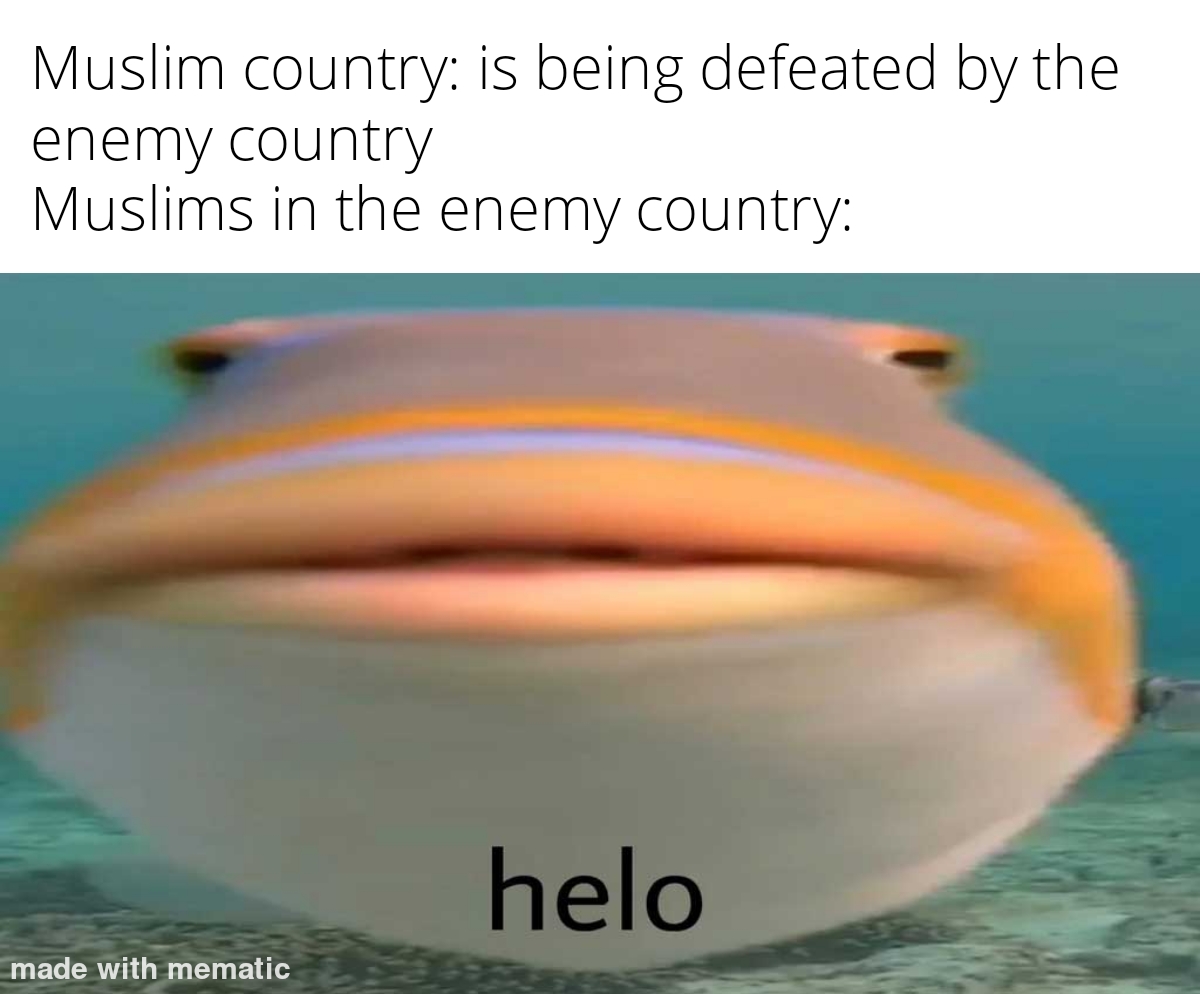 Muslim country: is being defeated by the
enemy country
Muslims in the enemy country:
helo
made with mematic